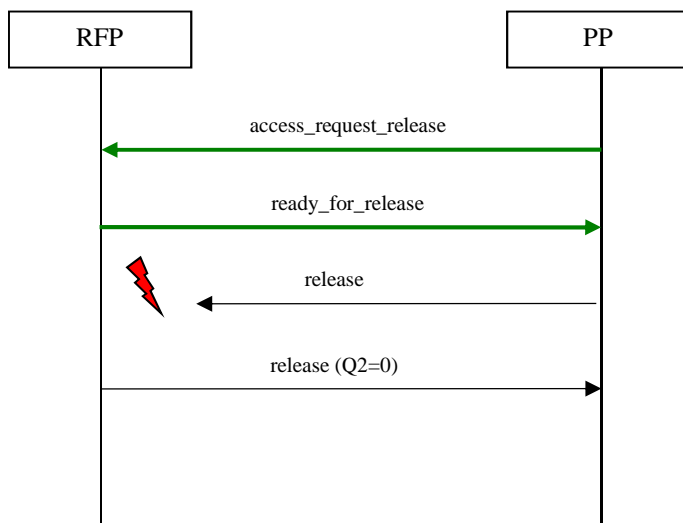 RFP
PP
access_request_release
ready_for_release
release
release (Q2=0)